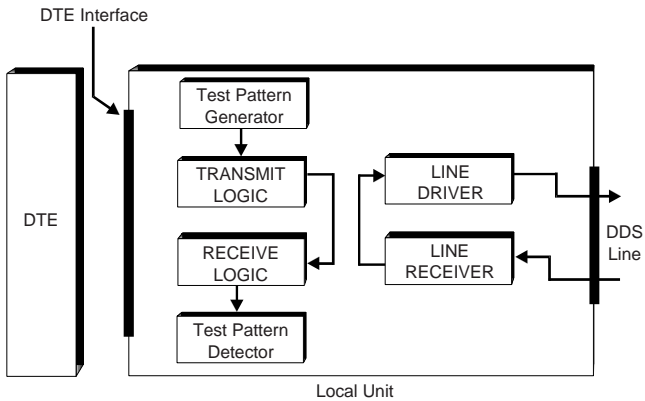 DTE Interface
Test Pattern
Generator
TRANSMIT
LOGIC
LINE
DRIVER
DTE
DDS
Line
RECEIVE
LOGIC
LINE
RECEIVER
Test Pattern
Detector
Local Unit